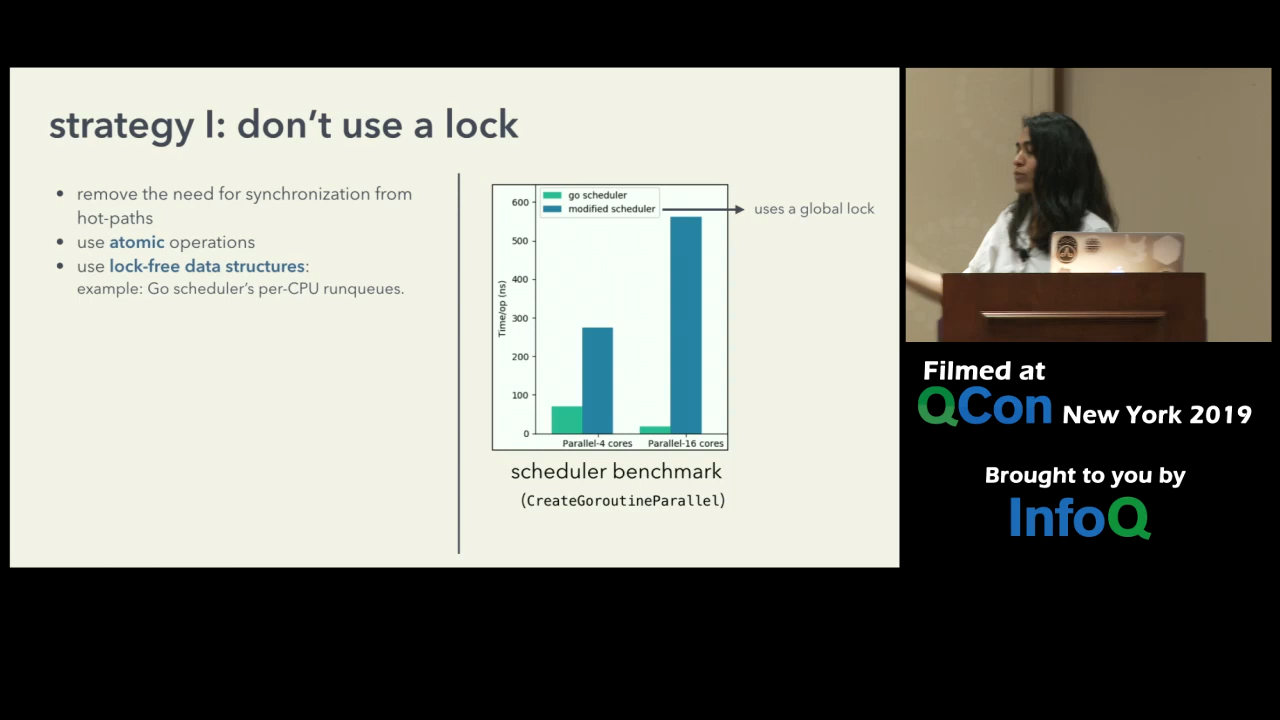 strategy I: don't use a lock
• remove the need for synchronization from
hot-paths
• use atomic operations
• use lock-free data structures:
example: Go scheduler's per-CPU runqueues.
go scheduler
modified scheduler
uses a global lock
600
500
400
300
200
100
0
Time/op (ns)
Parallel-4 cores
Parallel-16 cores
scheduler benchmark
(CreateGoroutineParallel)
Filmed at
QCon New York 2019
Brought to you by
InfoQ